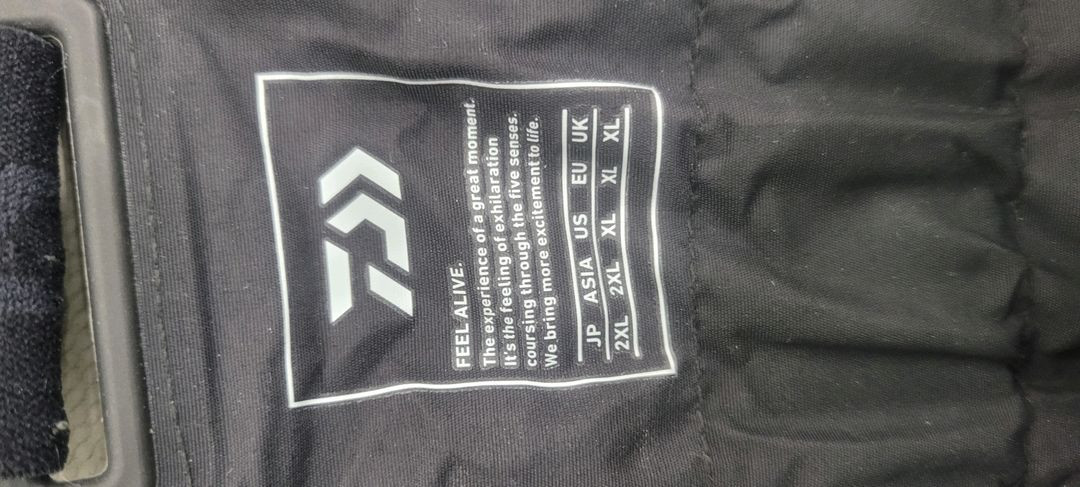 FEEL ALIVE.
The experience of a great moment.
It's the feeling of exhilaration
coursing through the five senses.
We bring more excitement to life.
JP ASIA US EU UK
2XL 2XL XL XL XL